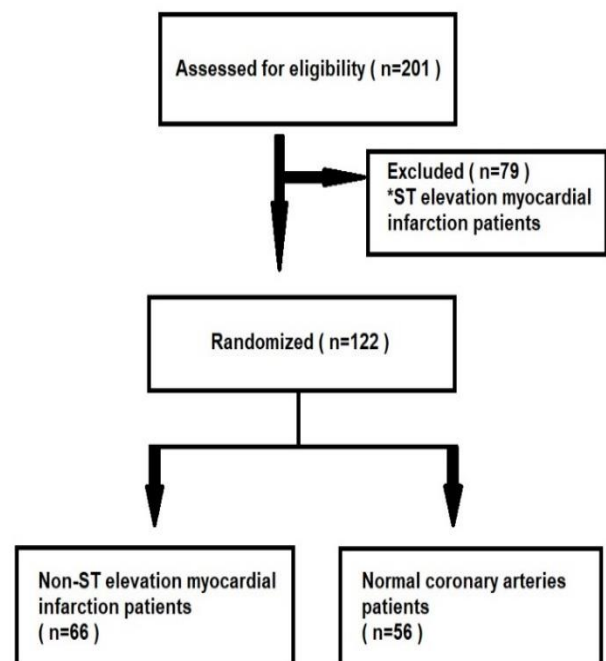 Assessed for eligibility ( n=201 )
Excluded ( n=79 )
*ST elevation myocardial
infarction patients
Randomized ( n=122 )
Non-ST elevation myocardial
infarction patients
( n=66 )
Normal coronary arteries
patients
( n=56 )